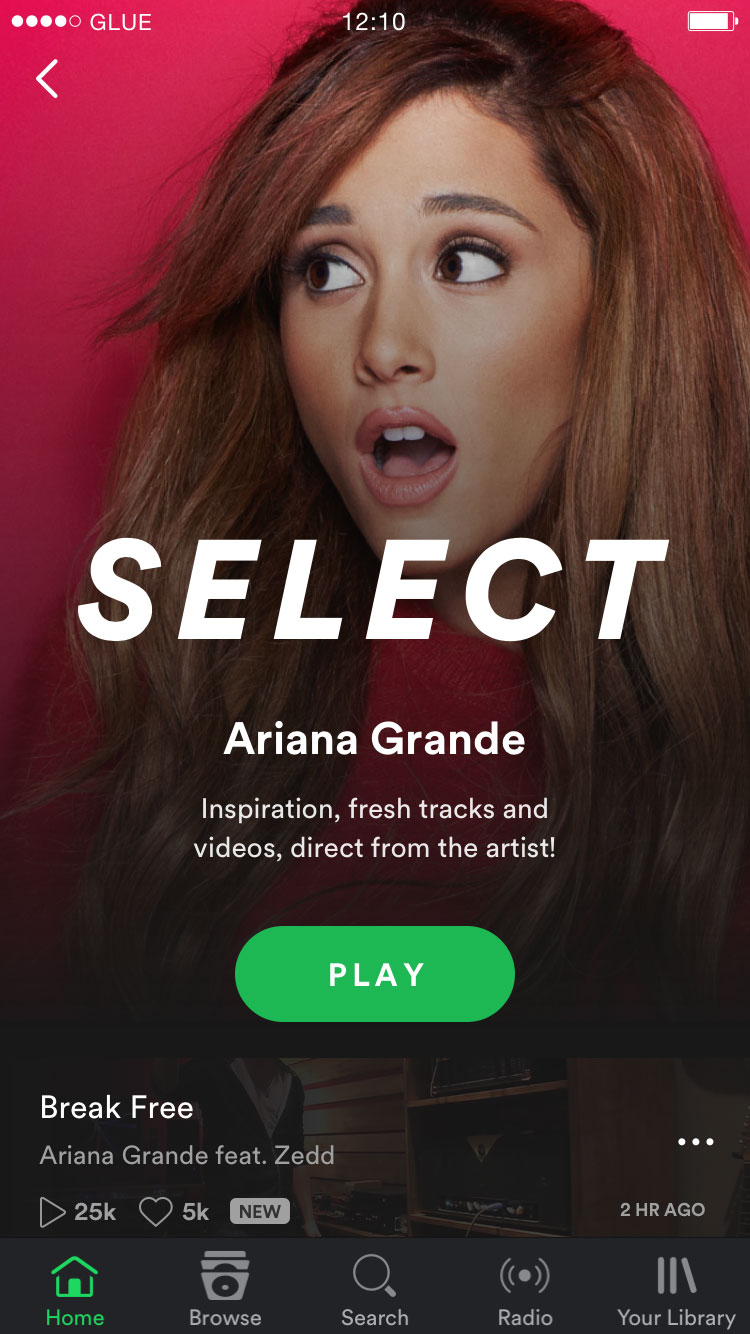 GLUE 12:10
SELECT
Ariana Grande
Inspiration, fresh tracks and
videos, direct from the artist!
PLAY
Break Free
Ariana Grande feat. Zedd
25k 5k NEW 2 HR AGO
Home Browse Search Radio Your Library